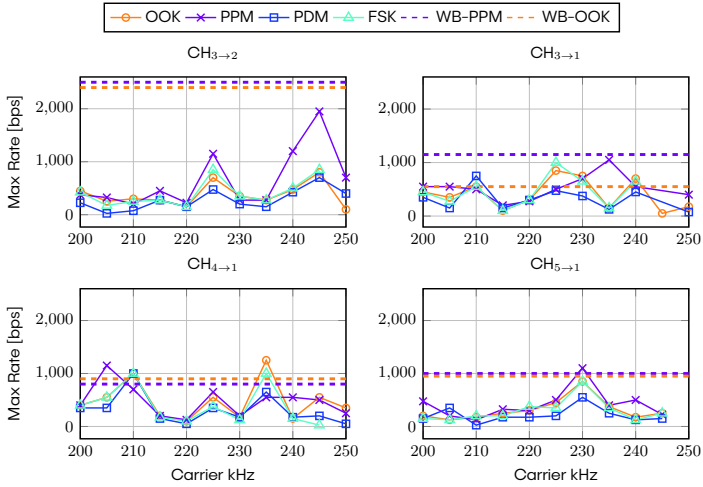 OOK PPM PDM FSK WB-PPM WB-OOK
CH3→2 CH3→1
Max Rate [bps]
2,000 2,000
1,000 1,000
0 0
200 210 220 230 240 250 200 210 220 230 240 250
CH4→1 CH5→1
Max Rate [bps]
2,000 2,000
1,000 1,000
0 0
200 210 220 230 240 250 200 210 220 230 240 250
Carrier kHz Carrier kHz